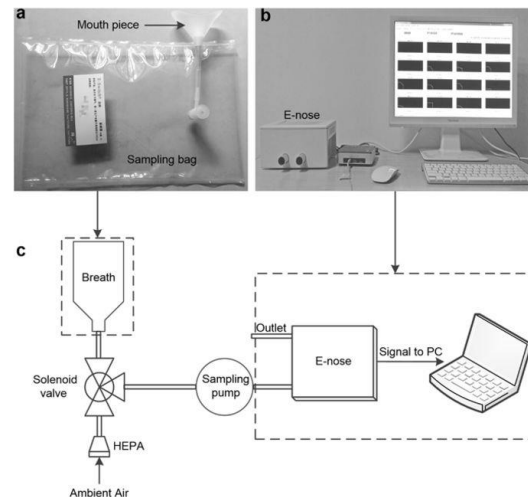 a
Mouth piece
Sampling bag
b
E-nose
c
Breath
Solenoid
valve
HEPA
Ambient Air
Sampling
pump
Outlet
E-nose
Signal to PC